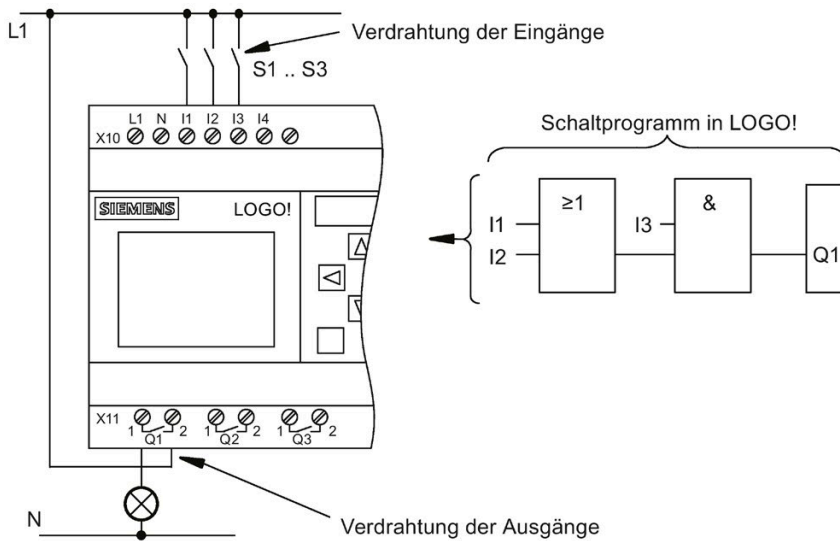 L1
Verdrahtung der Eingänge
S1 .. S3
L1 N I1 I2 I3 I4
X10
Schaltprogramm in LOGO!
SIEMENS LOGO!
≥1 &
I1 I3
I2 Q1
X11
1 2 1 2 1 2
Q1 Q2 Q3
N
Verdrahtung der Ausgänge